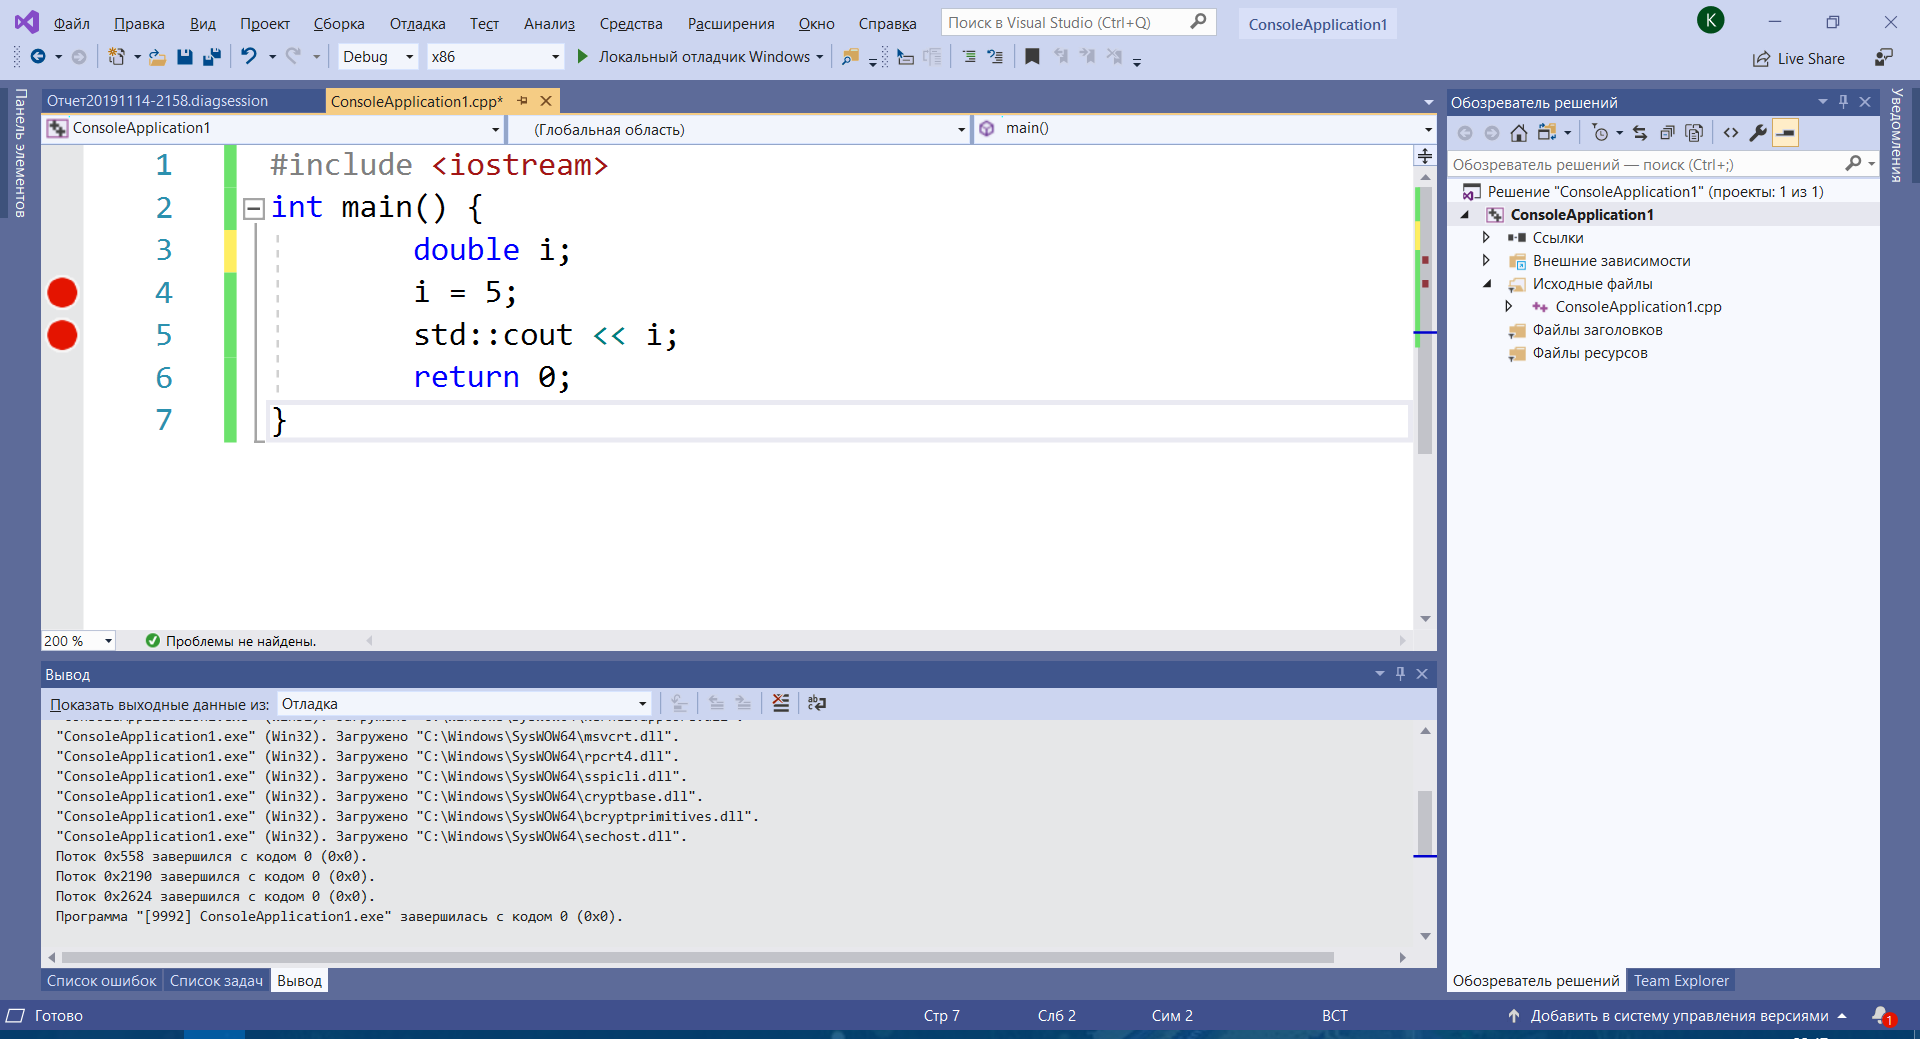 Файл Правка Вид Проект Сборка Отладка Тест Анализ Средства Расширения Окно Справка Поиск в Visual Studio (Ctrl+Q) ConsoleApplication1 K
Debug x86 Локальный отладчик Windows Live Share
Панель элементов
Отчет20191114-2158.diagsession ConsoleApplication1.cpp*
ConsoleApplication1 (Глобальная область) main()
1 #include <iostream>
2 int main() {
3 double i;
4 i = 5;
5 std::cout << i;
6 return 0;
7 }
200 % Проблемы не найдены.
Вывод
Показать выходные данные из: Отладка
"ConsoleApplication1.exe" (Win32). Загружено "C:\Windows\SysWOW64\msvcrt.dll".
"ConsoleApplication1.exe" (Win32). Загружено "C:\Windows\SysWOW64\rpcrt4.dll".
"ConsoleApplication1.exe" (Win32). Загружено "C:\Windows\SysWOW64\sspicli.dll".
"ConsoleApplication1.exe" (Win32). Загружено "C:\Windows\SysWOW64\cryptbase.dll".
"ConsoleApplication1.exe" (Win32). Загружено "C:\Windows\SysWOW64\bcryptprimitives.dll".
"ConsoleApplication1.exe" (Win32). Загружено "C:\Windows\SysWOW64\sechost.dll".
Поток 0x558 завершился с кодом 0 (0x0).
Поток 0x2190 завершился с кодом 0 (0x0).
Поток 0x2624 завершился с кодом 0 (0x0).
Программа "[9992] ConsoleApplication1.exe" завершилась с кодом 0 (0x0).
Список ошибок Список задач Вывод
Обозреватель решений
Обозреватель решений — поиск (Ctrl+;)
Решение "ConsoleApplication1" (проекты: 1 из 1)
ConsoleApplication1
Ссылки
Внешние зависимости
Исходные файлы
ConsoleApplication1.cpp
Файлы заголовков
Файлы ресурсов
Обозреватель решений Team Explorer
Уведомления
Готово Стр 7 Слб 2 Сим 2 ВСТ Добавить в систему управления версиями 1